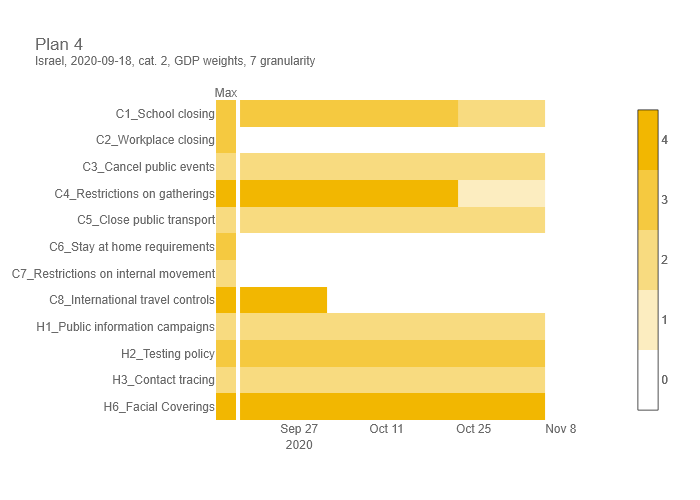 Plan 4
Israel, 2020-09-18, cat. 2, GDP weights, 7 granularity
Max
C1_School closing
C2_Workplace closing
C3_Cancel public events
C4_Restrictions on gatherings
C5_Close public transport
C6_Stay at home requirements
C7_Restrictions on internal movement
C8_International travel controls
H1_Public information campaigns
H2_Testing policy
H3_Contact tracing
H6_Facial Coverings
Sep 27 Oct 11 Oct 25 Nov 8
2020
4
3
2
1
0